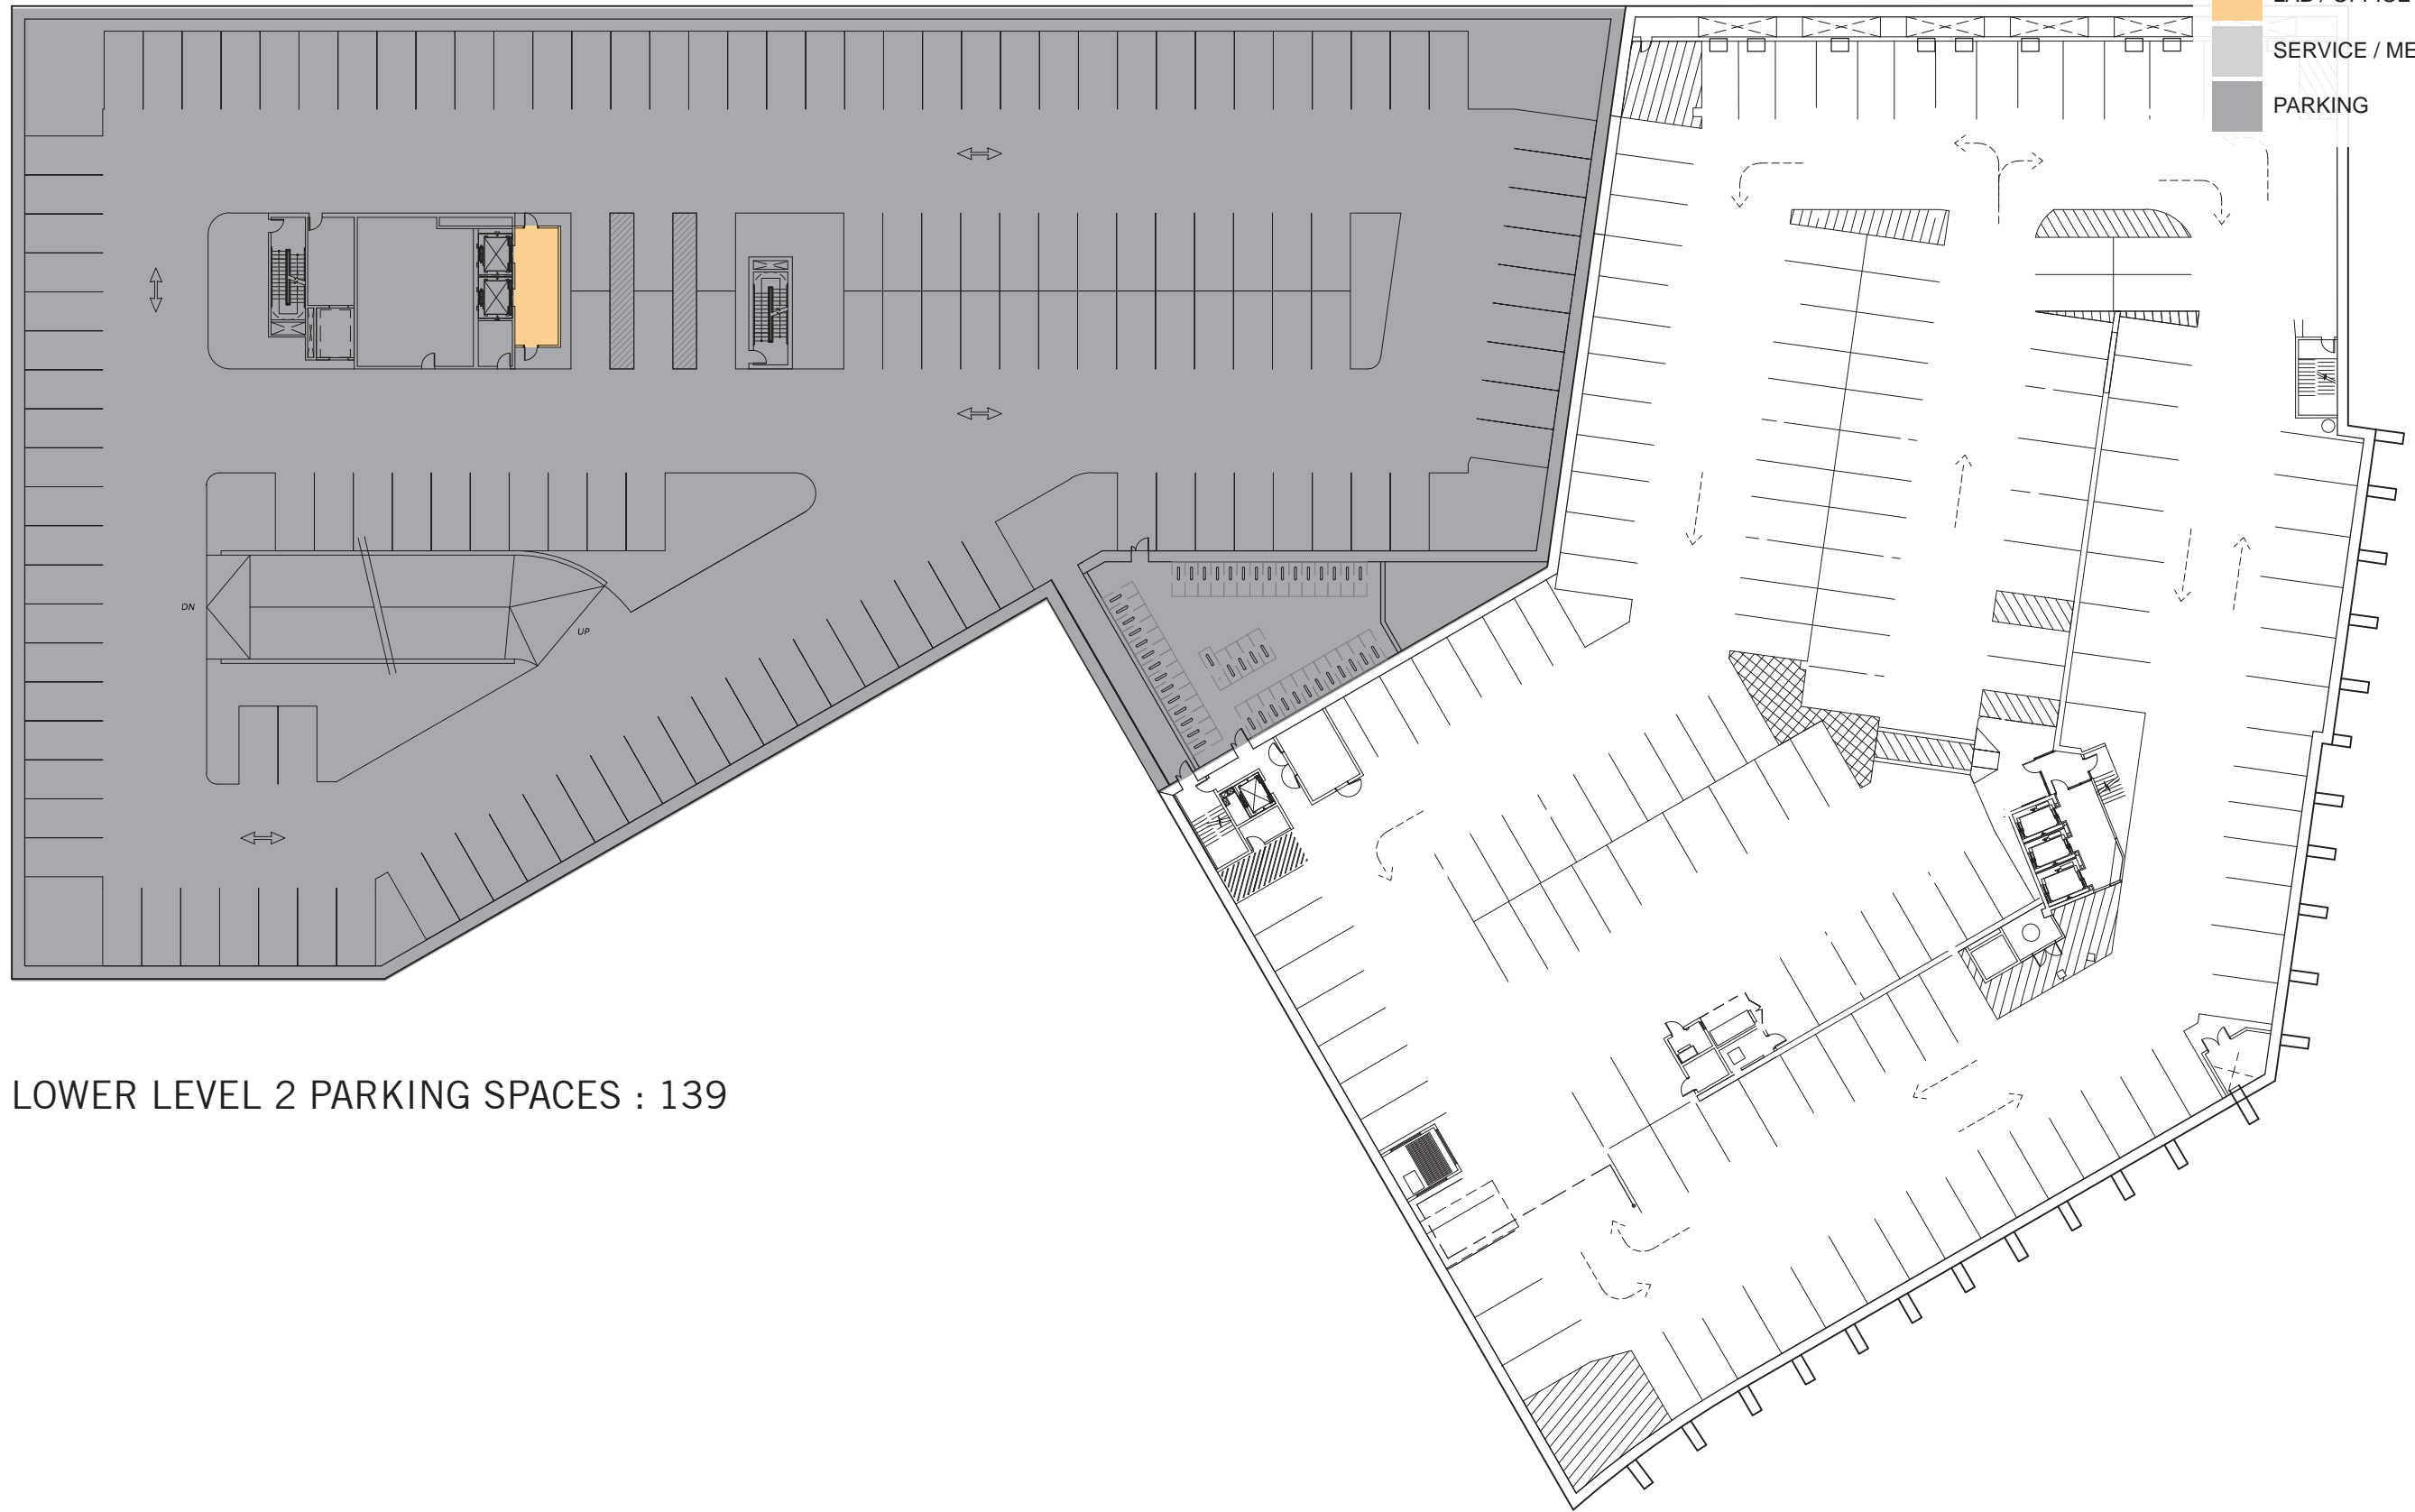 SERVICE / ME
PARKING
DN
UP
LOWER LEVEL 2 PARKING SPACES : 139